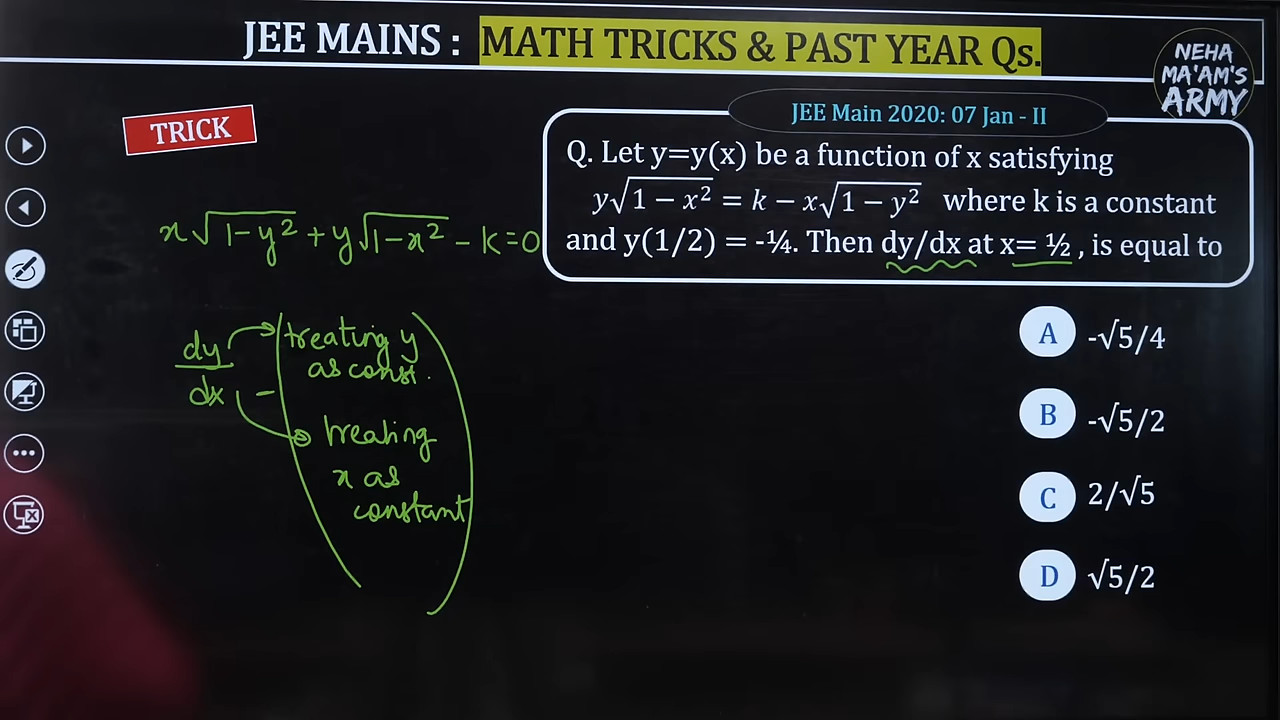 JEE MAINS : MATH TRICKS & PAST YEAR Qs.
NEHA
MA'AM'S
ARMY
TRICK
JEE Main 2020: 07 Jan - II
Q. Let y=y(x) be a function of x satisfying
y√1 − x² = k − x√1 − y² where k is a constant
and y(1/2) = -¼. Then dy/dx at x= ½ , is equal to
x√1-y² + y√1-x² - k = 0
dy
dx
-
treating y
as const.
treating
x as
constant
A -√5/4
B -√5/2
C 2/√5
D √5/2